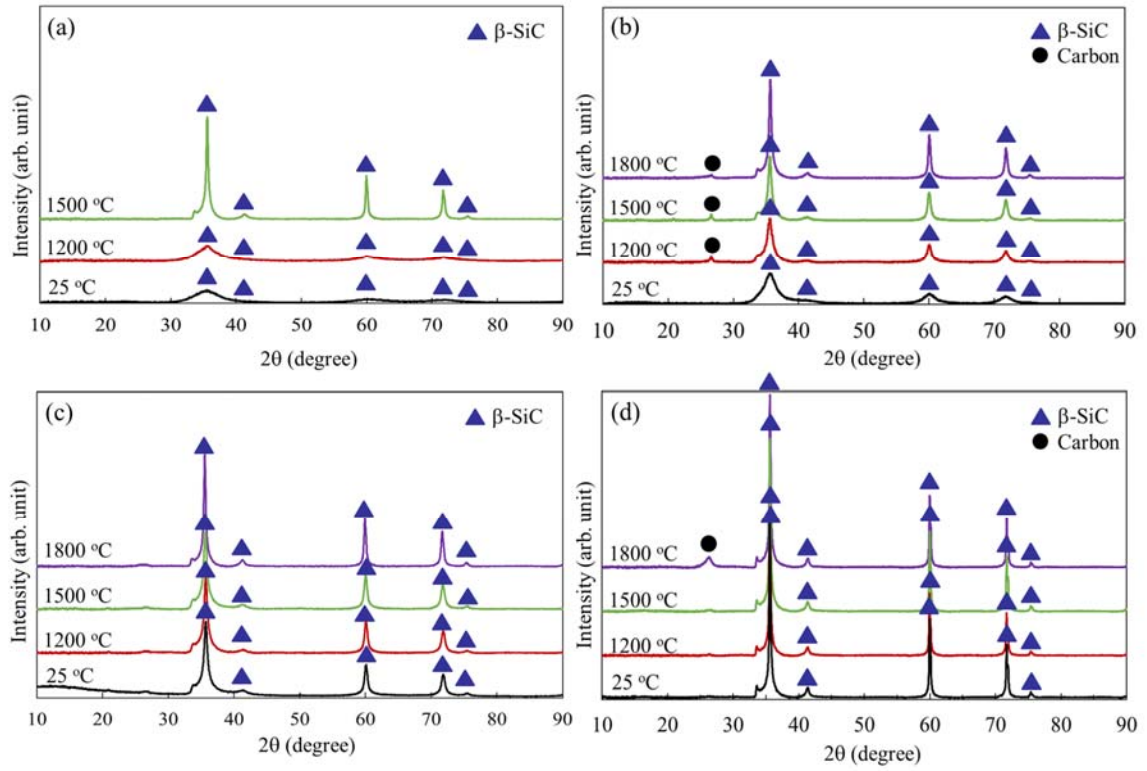 (a)
β-SiC
Intensity (arb. unit)
1500 °C
1200 °C
25 °C
10 20 30 40 50 60 70 80 90
2θ (degree)
(b)
β-SiC
Carbon
Intensity (arb. unit)
1800 °C
1500 °C
1200 °C
25 °C
10 20 30 40 50 60 70 80 90
2θ (degree)
(c)
β-SiC
Intensity (arb. unit)
1800 °C
1500 °C
1200 °C
25 °C
10 20 30 40 50 60 70 80 90
2θ (degree)
(d)
β-SiC
Carbon
Intensity (arb. unit)
1800 °C
1500 °C
1200 °C
25 °C
10 20 30 40 50 60 70 80 90
2θ (degree)